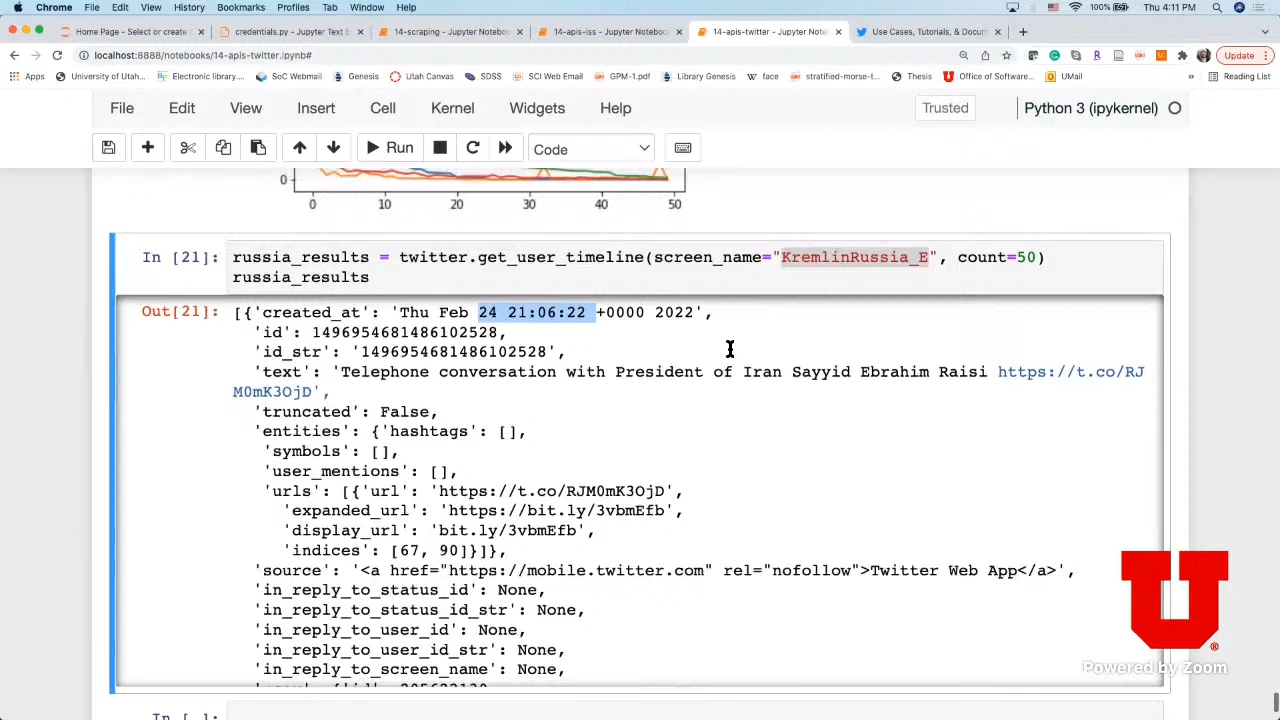 Chrome File Edit View History Bookmarks Profiles Tab Window Help 100% Thu 4:11 PM
Home Page - Select or create credentials.py - Jupyter Text E 14-scraping - Jupyter Notebook 14-apis-iss - Jupyter Notebook 14-apis-twitter - Jupyter Note Use Cases, Tutorials, & Docum
localhost:8888/notebooks/14-apis-twitter.ipynb# Update
Apps University of Utah... Electronic library... SoC Webmail Genesis Utah Canvas SDSS SCI Web Email GPM-1.pdf Library Genesis face stratified-morse-t... Thesis Office of Software... UMail » Reading List
File Edit View Insert Cell Kernel Widgets Help Trusted Python 3 (ipykernel)
Run Code
0
0 10 20 30 40 50
In [21]: russia_results = twitter.get_user_timeline(screen_name="KremlinRussia_E", count=50)
russia_results
Out[21]: [{'created_at': 'Thu Feb 24 21:06:22 +0000 2022',
'id': 1496954681486102528,
'id_str': '1496954681486102528',
'text': 'Telephone conversation with President of Iran Sayyid Ebrahim Raisi https://t.co/RJ
M0mK3OjD',
'truncated': False,
'entities': {'hashtags': [],
'symbols': [],
'user_mentions': [],
'urls': [{'url': 'https://t.co/RJM0mK3OjD',
'expanded_url': 'https://bit.ly/3vbmEfb',
'display_url': 'bit.ly/3vbmEfb',
'indices': [67, 90]}]},
'source': '<a href="https://mobile.twitter.com" rel="nofollow">Twitter Web App</a>',
'in_reply_to_status_id': None,
'in_reply_to_status_id_str': None,
'in_reply_to_user_id': None,
'in_reply_to_user_id_str': None,
'in_reply_to_screen_name': None,
Powered by Zoom
In [ ]: